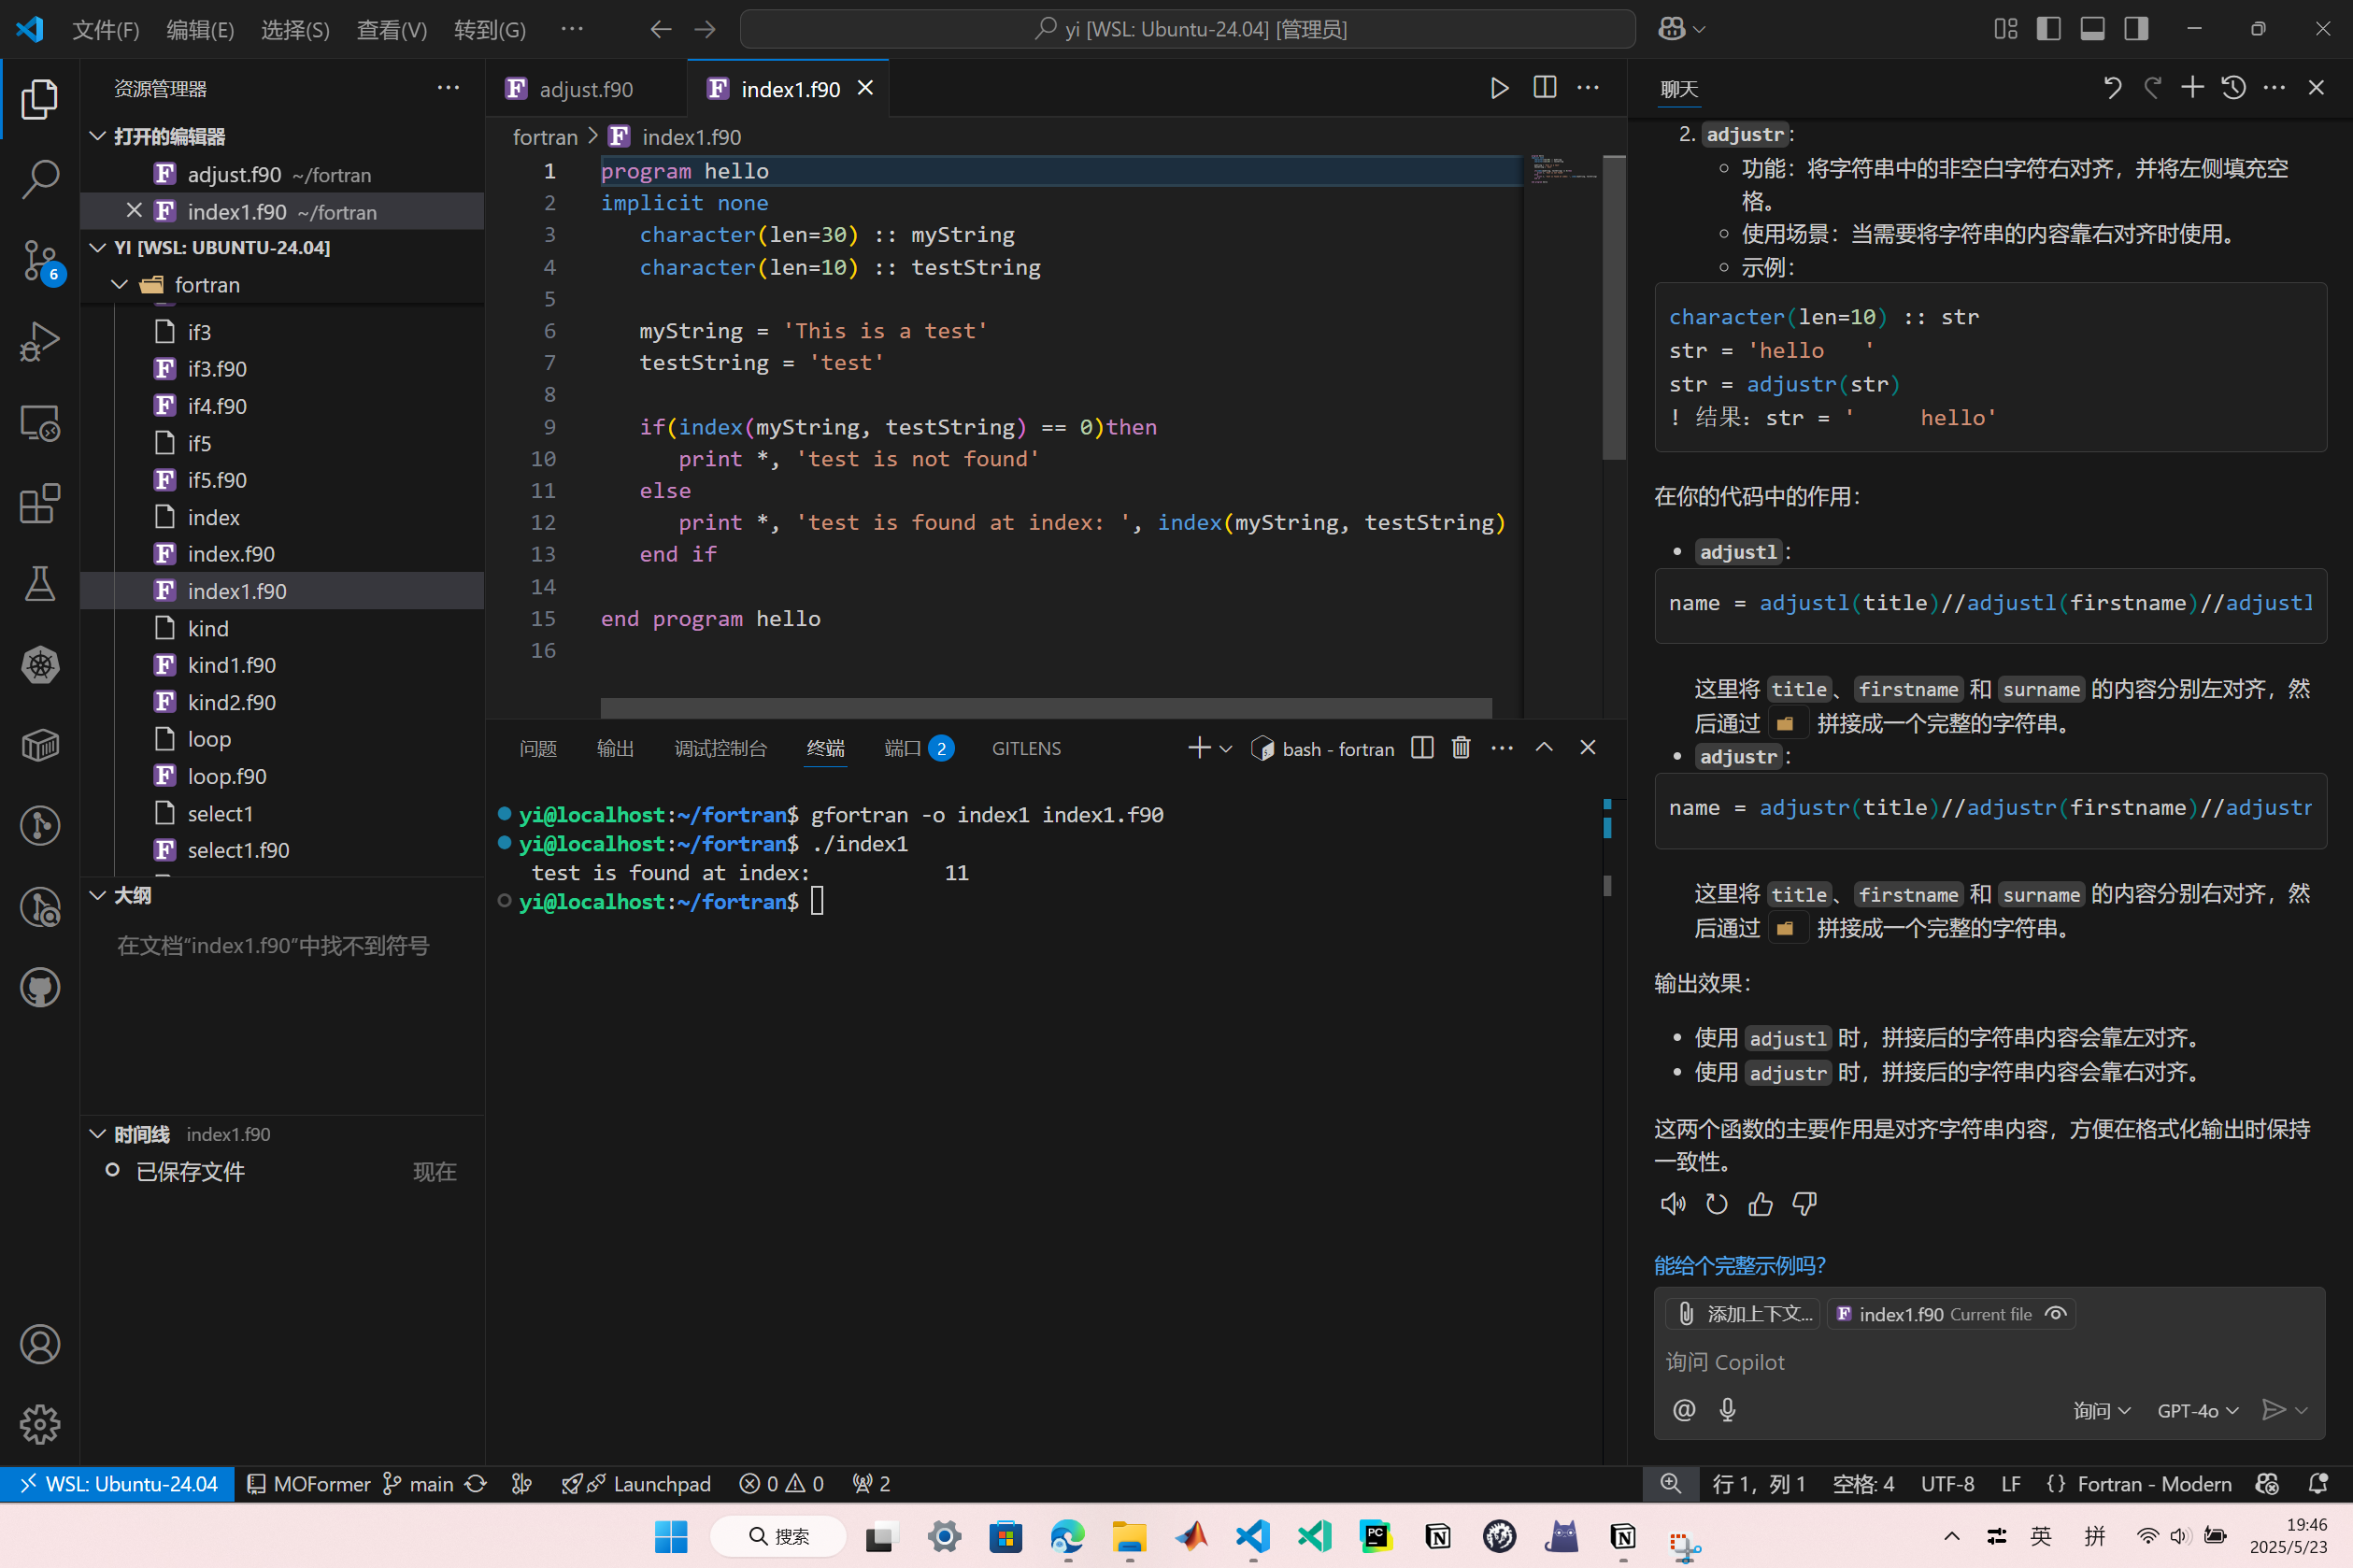 文件(F) 编辑(E) 选择(S) 查看(V) 转到(G) ··· yi [WSL: Ubuntu-24.04] [管理员]
资源管理器
打开的编辑器
adjust.f90 ~/fortran
index1.f90 ~/fortran
YI [WSL: UBUNTU-24.04]
6
fortran
if3
if3.f90
if4.f90
if5
if5.f90
index
index.f90
index1.f90
kind
kind1.f90
kind2.f90
loop
loop.f90
select1
select1.f90
大纲
在文档“index1.f90”中找不到符号
时间线 index1.f90
已保存文件 现在
adjust.f90 index1.f90
fortran > index1.f90
1 program hello
2 implicit none
3 character(len=30) :: myString
4 character(len=10) :: testString
5
6 myString = 'This is a test'
7 testString = 'test'
8
9 if(index(myString, testString) == 0)then
10 print *, 'test is not found'
11 else
12 print *, 'test is found at index: ', index(myString, testString)
13 end if
14
15 end program hello
16
问题 输出 调试控制台 终端 端口 2 GITLENS bash - fortran
yi@localhost:~/fortran$ gfortran -o index1 index1.f90
yi@localhost:~/fortran$ ./index1
test is found at index: 11
yi@localhost:~/fortran$
聊天
2. adjustr:
功能：将字符串中的非空白字符右对齐，并将左侧填充空
格。
使用场景：当需要将字符串的内容靠右对齐时使用。
示例：
character(len=10) :: str
str = 'hello   '
str = adjustr(str)
! 结果：str = '     hello'
在你的代码中的作用：
adjustl:
name = adjustl(title)//adjustl(firstname)//adjustl
这里将 title、firstname 和 surname 的内容分别左对齐，然
后通过 拼接成一个完整的字符串。
adjustr:
name = adjustr(title)//adjustr(firstname)//adjustr
这里将 title、firstname 和 surname 的内容分别右对齐，然
后通过 拼接成一个完整的字符串。
输出效果：
使用 adjustl 时，拼接后的字符串内容会靠左对齐。
使用 adjustr 时，拼接后的字符串内容会靠右对齐。
这两个函数的主要作用是对齐字符串内容，方便在格式化输出时保持
一致性。
能给个完整示例吗？
添加上下文... index1.f90 Current file
询问 Copilot
@ 询问 GPT-4o
WSL: Ubuntu-24.04 MOFormer main Launchpad 0 0 2 行 1，列 1 空格: 4 UTF-8 LF {} Fortran - Modern
搜索 PC 英 拼 19:46
2025/5/23